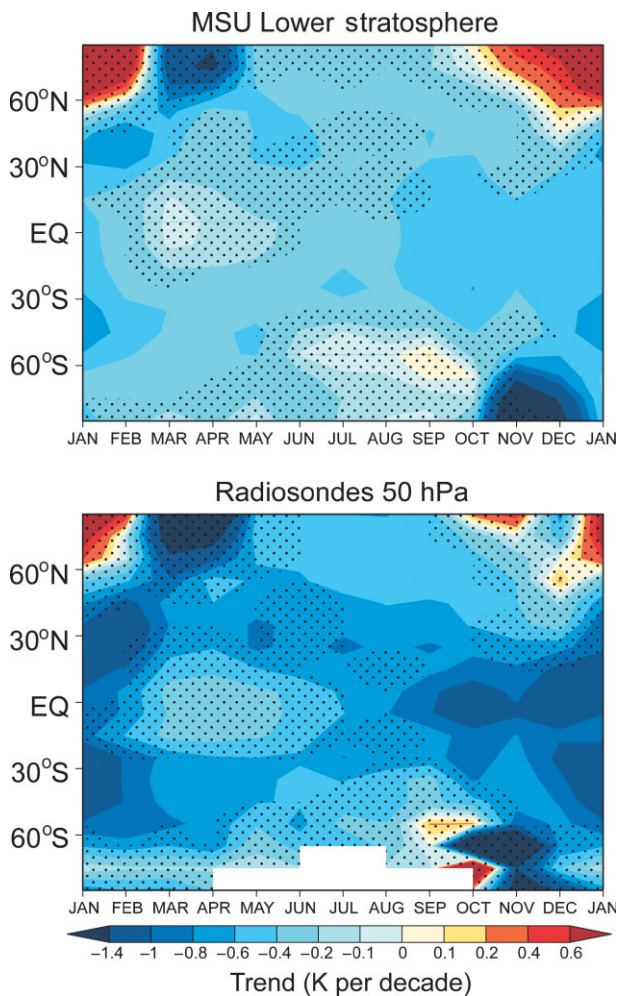 MSU Lower stratosphere
60°N
30°N
EQ
30°S
60°S
JAN FEB MAR APR MAY JUN JUL AUG SEP OCT NOV DEC JAN
Radiosondes 50 hPa
60°N
30°N
EQ
30°S
60°S
JAN FEB MAR APR MAY JUN JUL AUG SEP OCT NOV DEC JAN
−1.4 −1 −0.8 −0.6 −0.4 −0.2 −0.1 0 0.2 0.4 0.6
Trend (K per decade)